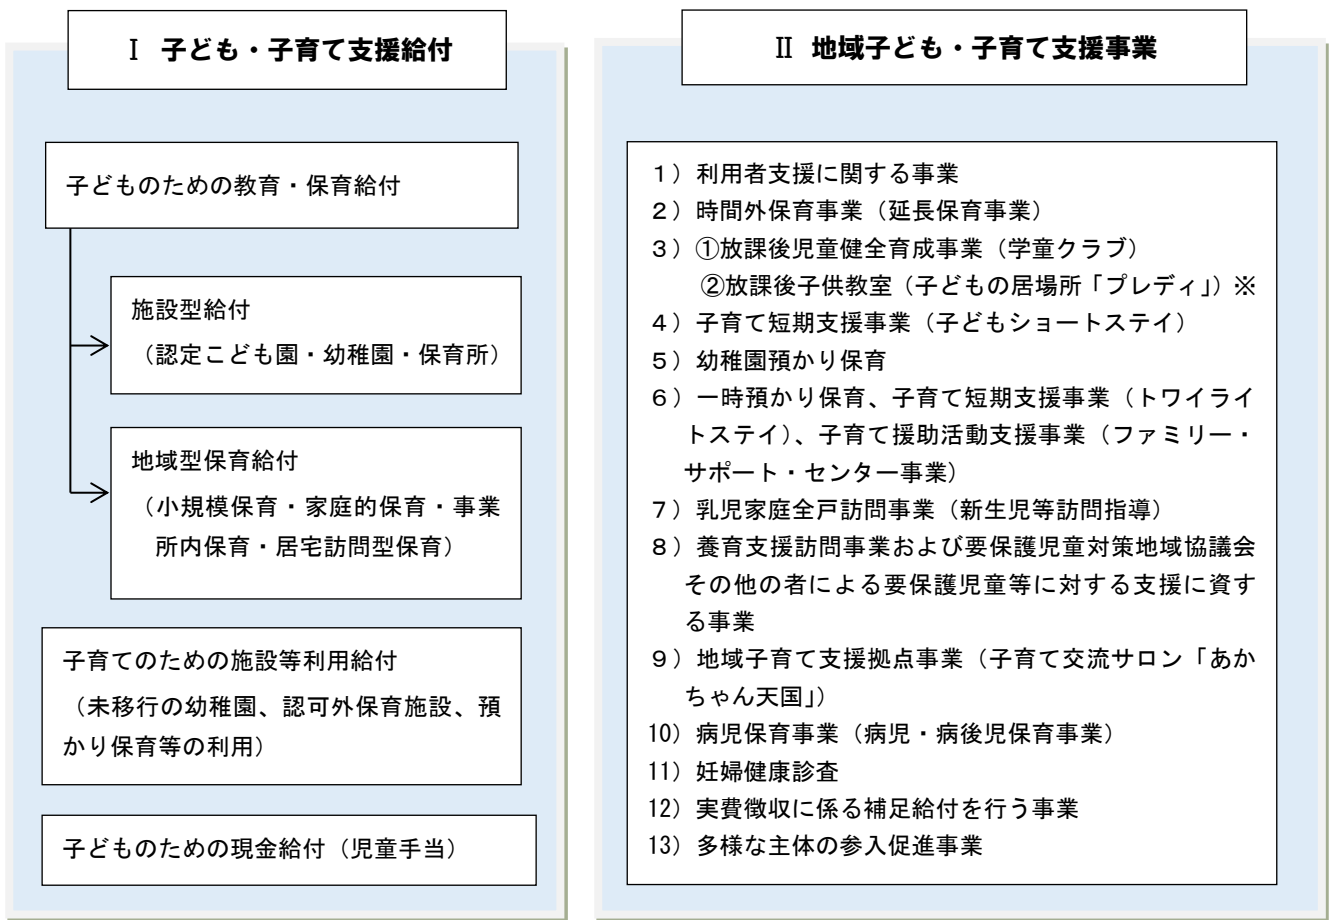 Ⅰ 子ども・子育て支援給付
子どものための教育・保育給付
施設型給付
（認定こども園・幼稚園・保育所）
地域型保育給付
（小規模保育・家庭的保育・事業
所内保育・居宅訪問型保育）
子育てのための施設等利用給付
（未移行の幼稚園、認可外保育施設、預
かり保育等の利用）
子どものための現金給付（児童手当）
Ⅱ 地域子ども・子育て支援事業
１）利用者支援に関する事業
２）時間外保育事業（延長保育事業）
３）①放課後児童健全育成事業（学童クラブ）
②放課後子供教室（子どもの居場所「プレディ」）※
４）子育て短期支援事業（子どもショートステイ）
５）幼稚園預かり保育
６）一時預かり保育、子育て短期支援事業（トワイライ
トステイ）、子育て援助活動支援事業（ファミリー・
サポート・センター事業）
７）乳児家庭全戸訪問事業（新生児等訪問指導）
８）養育支援訪問事業および要保護児童対策地域協議会
その他の者による要保護児童等に対する支援に資す
る事業
９）地域子育て支援拠点事業（子育て交流サロン「あか
ちゃん天国」）
10）病児保育事業（病児・病後児保育事業）
11）妊婦健康診査
12）実費徴収に係る補足給付を行う事業
13）多様な主体の参入促進事業